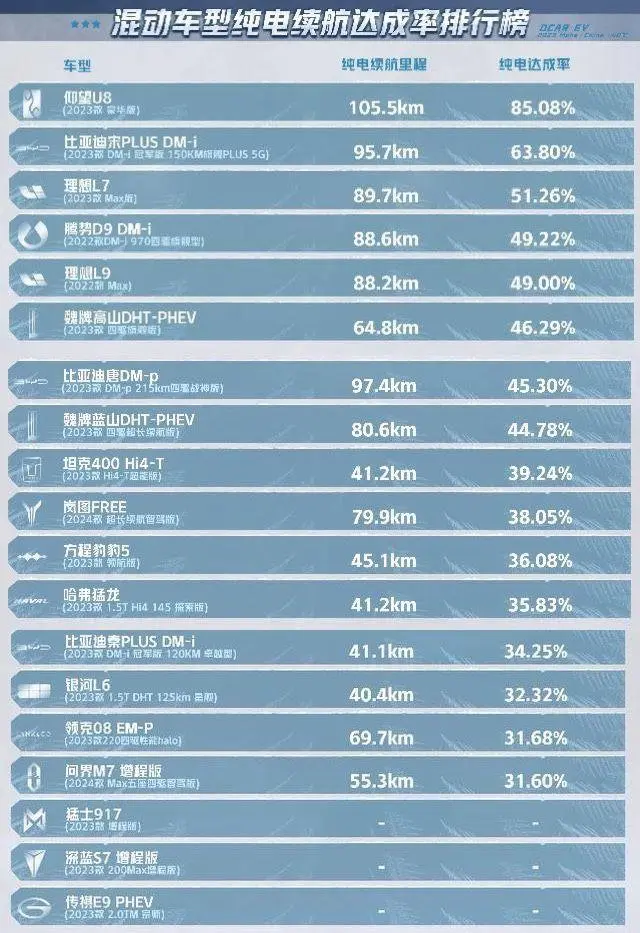 混动车型纯电续航达成率排行榜
DCAR EV
车型 纯电续航里程 纯电达成率
仰望U8 105.5km 85.08%
(2023款 豪华版)
比亚迪宋PLUS DM-i 95.7km 63.80%
(2023款 DM-i 冠军版 150KM旗舰PLUS 5G)
理想L7 89.7km 51.26%
(2023款 Max版)
腾势D9 DM-i 88.6km 49.22%
(2022款DM-i 970四驱旗舰型)
理想L9 88.2km 49.00%
(2022款 Max)
魏牌高山DHT-PHEV 64.8km 46.29%
(2023款 四驱旗舰版)
比亚迪唐DM-p 97.4km 45.30%
(2023款 DM-p 215km四驱战神版)
魏牌蓝山DHT-PHEV 80.6km 44.78%
(2023款 四驱超长续航版)
坦克400 Hi4-T 41.2km 39.24%
(2023款 Hi4-T超能版)
岚图FREE 79.9km 38.05%
(2024款 超长续航智驾版)
方程豹豹5 45.1km 36.08%
(2023款 领航版)
HAVAL 哈弗猛龙 41.2km 35.83%
(2023款 1.5T Hi4 145 探索版)
比亚迪秦PLUS DM-i 41.1km 34.25%
(2023款 DM-i 冠军版 120KM 卓越型)
银河L6 40.4km 32.32%
(2023款 1.5T DHT 125km 星舰)
领克08 EM-P 69.7km 31.68%
(2023款220四驱性能halo)
问界M7 增程版 55.3km 31.60%
(2024款 Max五座四驱智驾版)
猛士917 - -
(2023款 增程版)
深蓝S7 增程版 - -
(2023款 200Max增程版)
传祺E9 PHEV - -
(2023款 2.0TM 宗师)